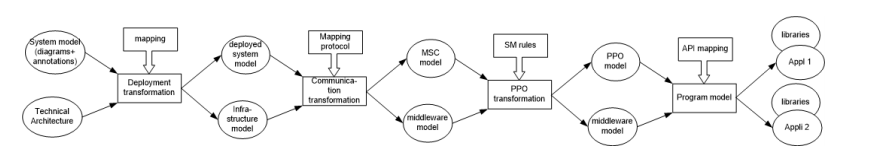 System model
(diagrams+
annotations)
Technical
Architecture
mapping
Deployment
transformation
deployed
system
model
Infra-
structure
model
Mapping
protocol
Communica-
tion
transformation
MSC
model
middleware
model
SM rules
PPO
transformation
PPO
model
middleware
model
API mapping
Program model
libraries
Appl 1
libraries
Appli 2